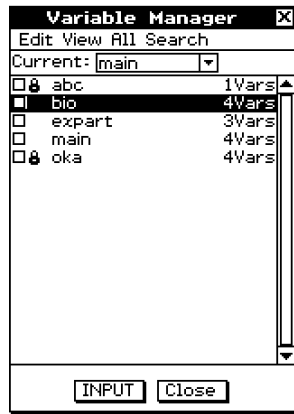 Variable Manager
Edit View All Search
Current: main
abc 1Vars
bio 4Vars
expart 3Vars
main 4Vars
oka 4Vars
INPUT Close